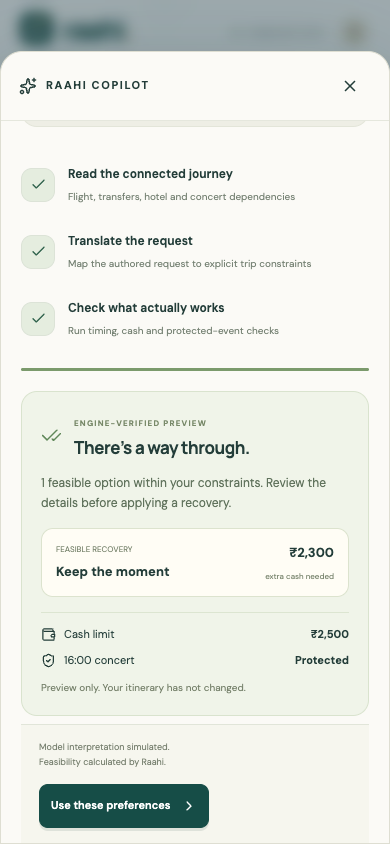 RAAHI COPILOT
Read the connected journey
Flight, transfers, hotel and concert dependencies
Translate the request
Map the authored request to explicit trip constraints
Check what actually works
Run timing, cash and protected-event checks
ENGINE-VERIFIED PREVIEW
There's a way through.
1 feasible option within your constraints. Review the
details before applying a recovery.
FEASIBLE RECOVERY
Keep the moment
₹2,300
extra cash needed
Cash limit
₹2,500
16:00 concert
Protected
Preview only. Your itinerary has not changed.
Model interpretation simulated.
Feasibility calculated by Raahi.
Use these preferences